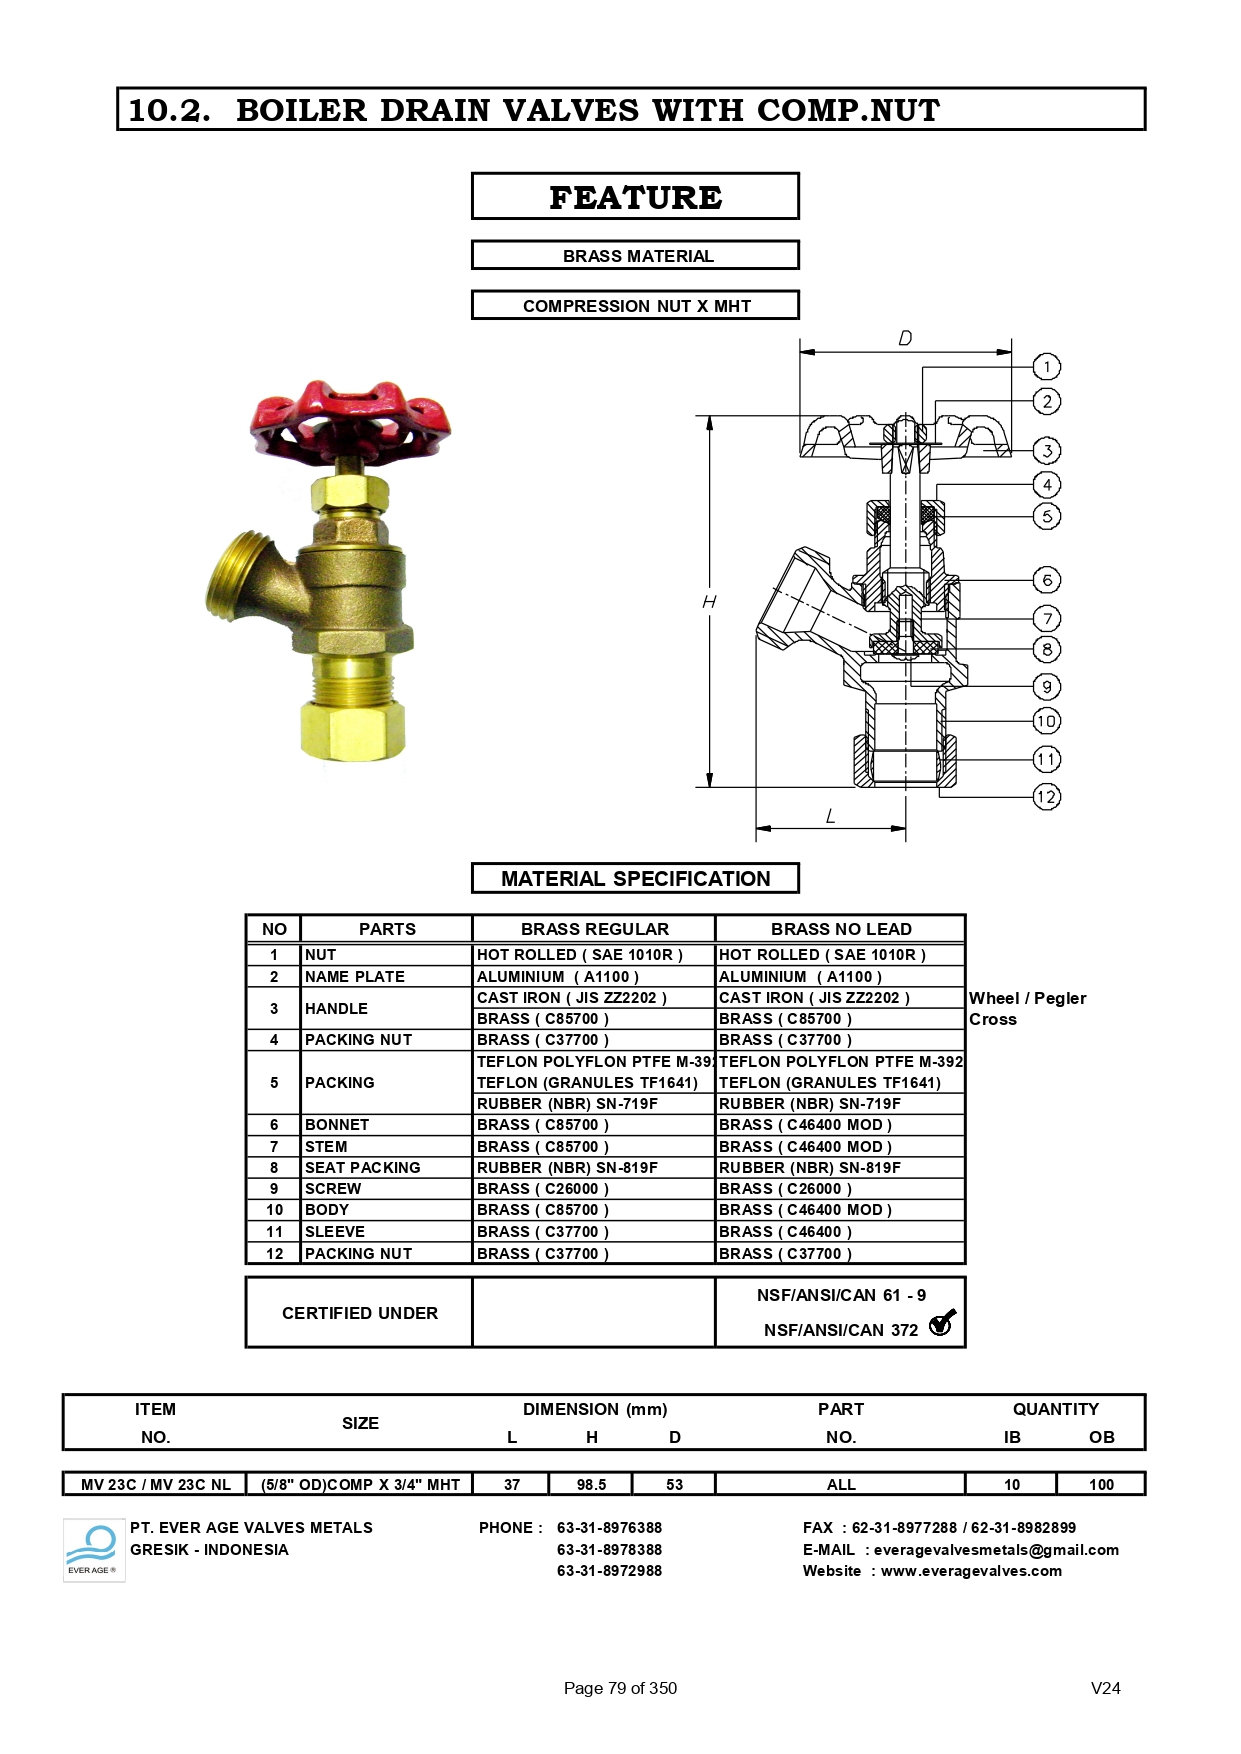 10.2. BOILER DRAIN VALVES WITH COMP.NUT
FEATURE
BRASS MATERIAL
COMPRESSION NUT X MHT
D
1
2
3
4
5
H
6
7
8
9
10
11
12
L
MATERIAL SPECIFICATION
NO PARTS BRASS REGULAR BRASS NO LEAD
1 NUT HOT ROLLED ( SAE 1010R ) HOT ROLLED ( SAE 1010R )
2 NAME PLATE ALUMINIUM ( A1100 ) ALUMINIUM ( A1100 )
3 HANDLE CAST IRON ( JIS ZZ2202 ) CAST IRON ( JIS ZZ2202 ) Wheel / Pegler
BRASS ( C85700 ) BRASS ( C85700 ) Cross
4 PACKING NUT BRASS ( C37700 ) BRASS ( C37700 )
TEFLON POLYFLON PTFE M-392 TEFLON POLYFLON PTFE M-392
5 PACKING TEFLON (GRANULES TF1641) TEFLON (GRANULES TF1641)
RUBBER (NBR) SN-719F RUBBER (NBR) SN-719F
6 BONNET BRASS ( C85700 ) BRASS ( C46400 MOD )
7 STEM BRASS ( C85700 ) BRASS ( C46400 MOD )
8 SEAT PACKING RUBBER (NBR) SN-819F RUBBER (NBR) SN-819F
9 SCREW BRASS ( C26000 ) BRASS ( C26000 )
10 BODY BRASS ( C85700 ) BRASS ( C46400 MOD )
11 SLEEVE BRASS ( C37700 ) BRASS ( C46400 )
12 PACKING NUT BRASS ( C37700 ) BRASS ( C37700 )
CERTIFIED UNDER
NSF/ANSI/CAN 61 - 9
NSF/ANSI/CAN 372
ITEM SIZE DIMENSION (mm) PART QUANTITY
NO. L H D NO. IB OB
MV 23C / MV 23C NL (5/8" OD)COMP X 3/4" MHT 37 98.5 53 ALL 10 100
PT. EVER AGE VALVES METALS PHONE : 63-31-8976388 FAX : 62-31-8977288 / 62-31-8982899
GRESIK - INDONESIA 63-31-8978388 E-MAIL : everagevalvesmetals@gmail.com
63-31-8972988 Website : www.everagevalves.com
EVER AGE ®
Page 79 of 350 V24